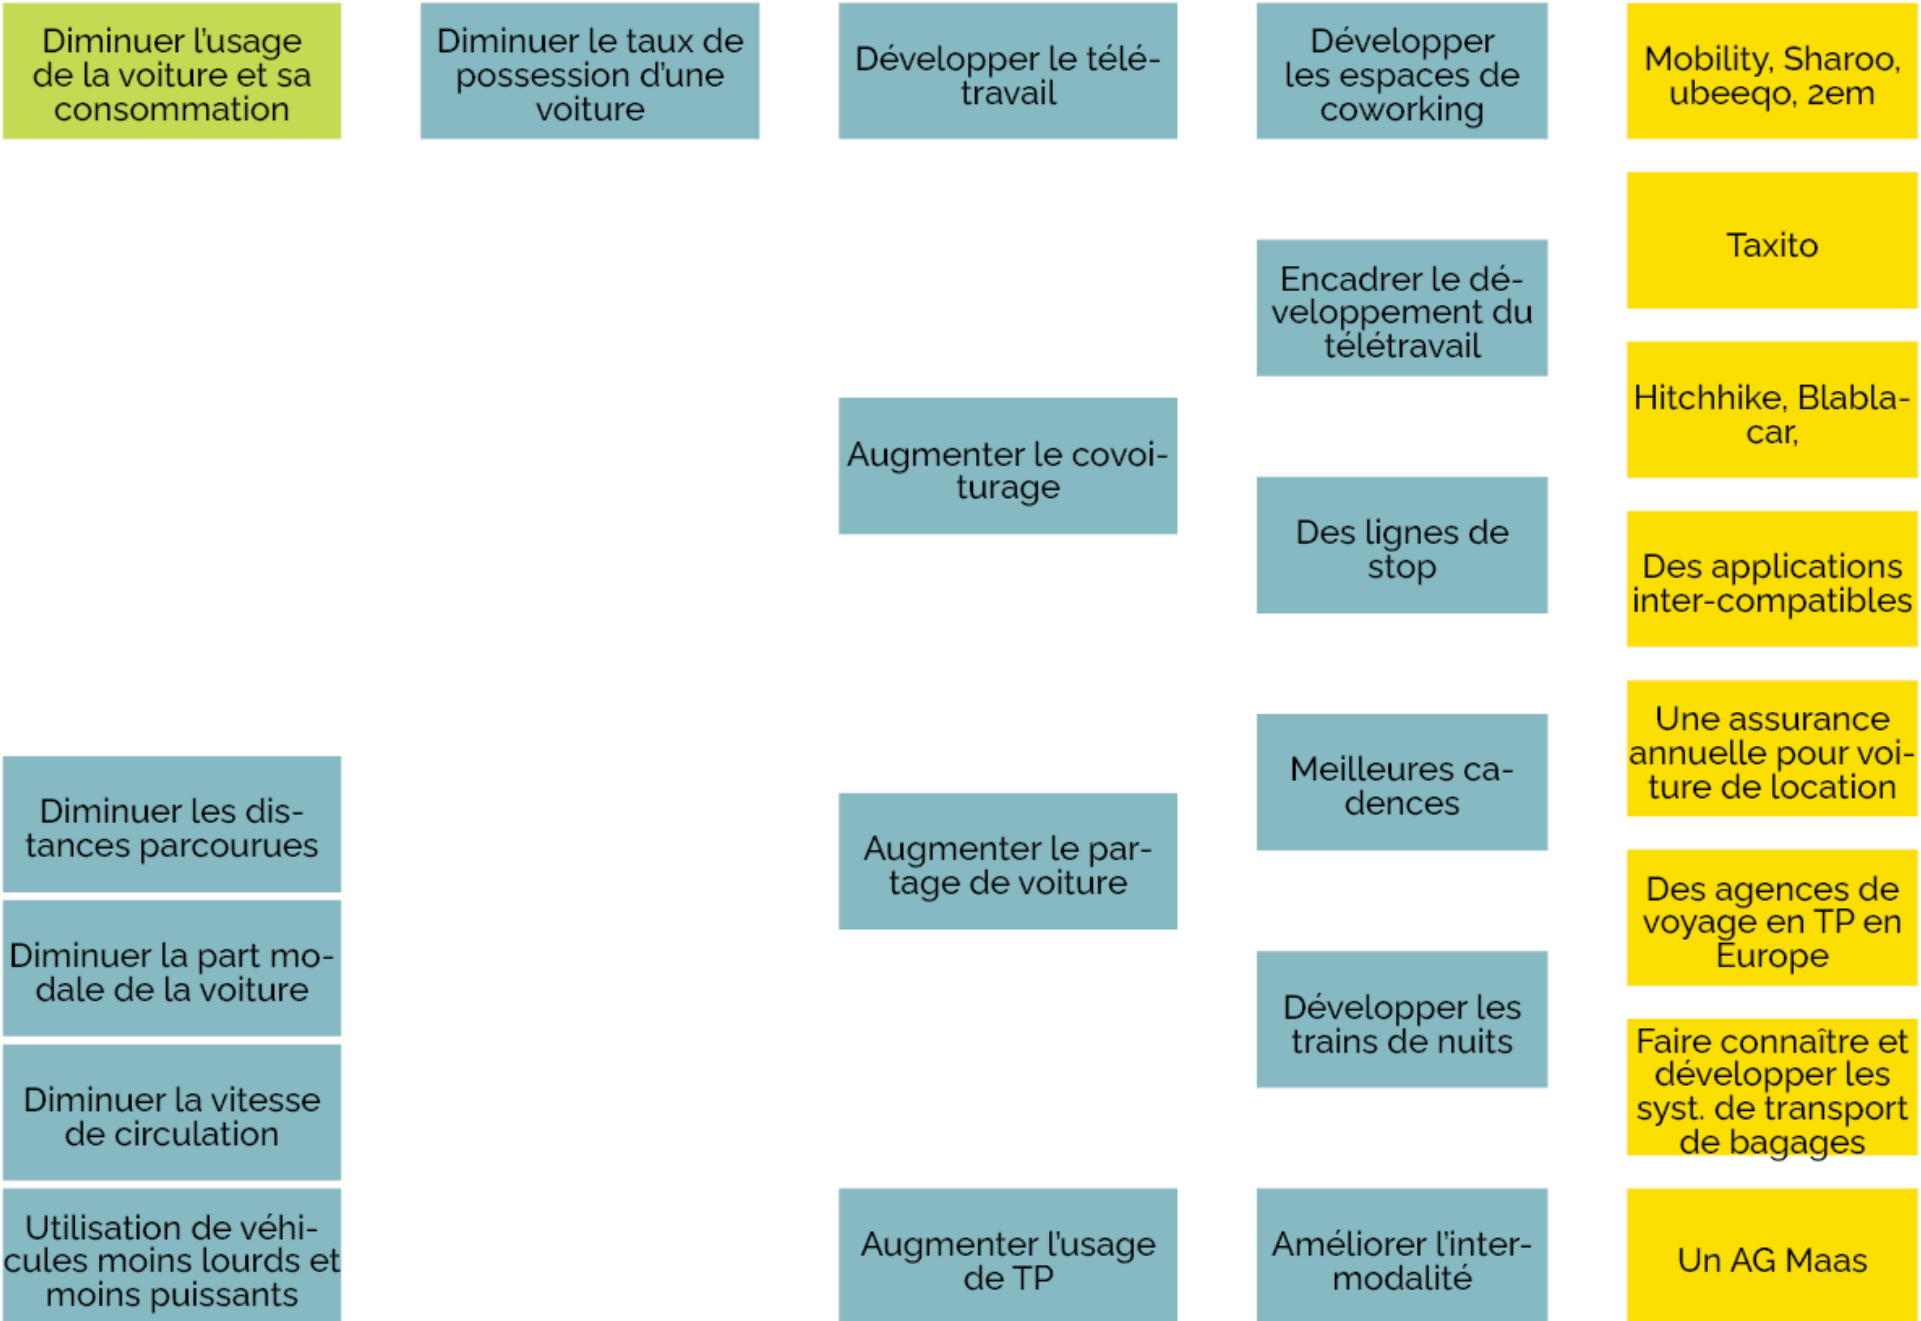 Diminuer l'usage
de la voiture et sa
consommation
Diminuer les dis-
tances parcourues
Diminuer la part mo-
dale de la voiture
Diminuer la vitesse
de circulation
Utilisation de véhi-
cules moins lourds et
moins puissants
Diminuer le taux de
possession d'une
voiture
Développer le télé-
travail
Augmenter le covoi-
turage
Augmenter le par-
tage de voiture
Augmenter l'usage
de TP
Développer
les espaces de
coworking
Encadrer le dé-
veloppement du
télétravail
Des lignes de
stop
Meilleures ca-
dences
Développer les
trains de nuits
Améliorer l'inter-
modalité
Mobility, Sharoo,
ubeeqo, 2em
Taxito
Hitchhike, Blabla-
car,
Des applications
inter-compatibles
Une assurance
annuelle pour voi-
ture de location
Des agences de
voyage en TP en
Europe
Faire connaître et
développer les
syst. de transport
de bagages
Un AG Maas